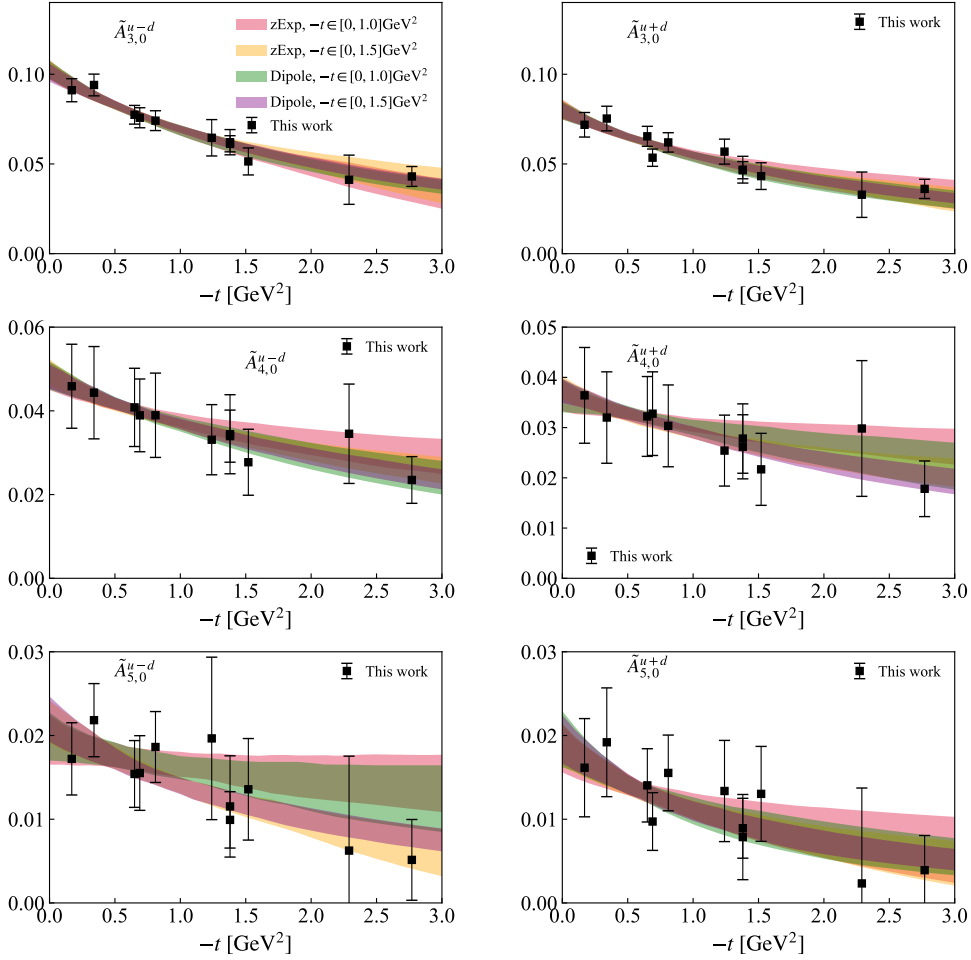 Ã_{3,0}^{u−d}
zExp, −t∈[0, 1.0]GeV²
zExp, −t∈[0, 1.5]GeV²
Dipole, −t∈[0, 1.0]GeV²
Dipole, −t∈[0, 1.5]GeV²
This work
0.10
0.05
0.00
0.0 0.5 1.0 1.5 2.0 2.5 3.0
−t [GeV²]
Ã_{3,0}^{u+d}
This work
0.10
0.05
0.00
0.0 0.5 1.0 1.5 2.0 2.5 3.0
−t [GeV²]
Ã_{4,0}^{u−d}
This work
0.06
0.04
0.02
0.00
0.0 0.5 1.0 1.5 2.0 2.5 3.0
−t [GeV²]
Ã_{4,0}^{u+d}
This work
0.05
0.04
0.03
0.02
0.01
0.00
0.0 0.5 1.0 1.5 2.0 2.5 3.0
−t [GeV²]
Ã_{5,0}^{u−d}
This work
0.03
0.02
0.01
0.00
0.0 0.5 1.0 1.5 2.0 2.5 3.0
−t [GeV²]
Ã_{5,0}^{u+d}
This work
0.03
0.02
0.01
0.00
0.0 0.5 1.0 1.5 2.0 2.5 3.0
−t [GeV²]